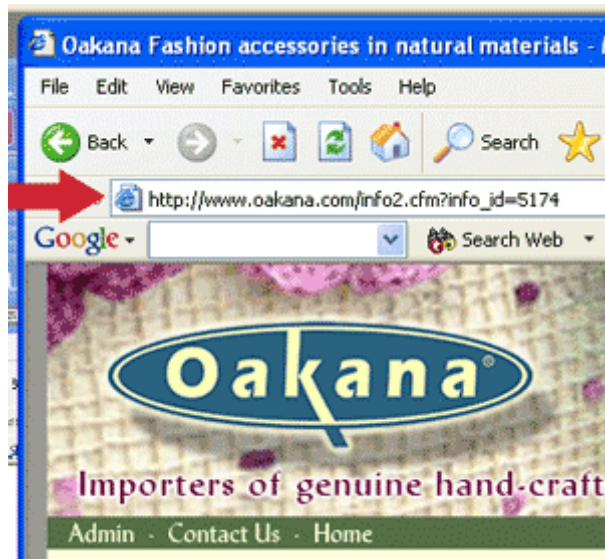 Oakana Fashion accessories in natural materials -
File Edit View Favorites Tools Help
Back Search
http://www.oakana.com/info2.cfm?info_id=5174
Google Search Web
Oakana®
Importers of genuine hand-craft
Admin · Contact Us · Home